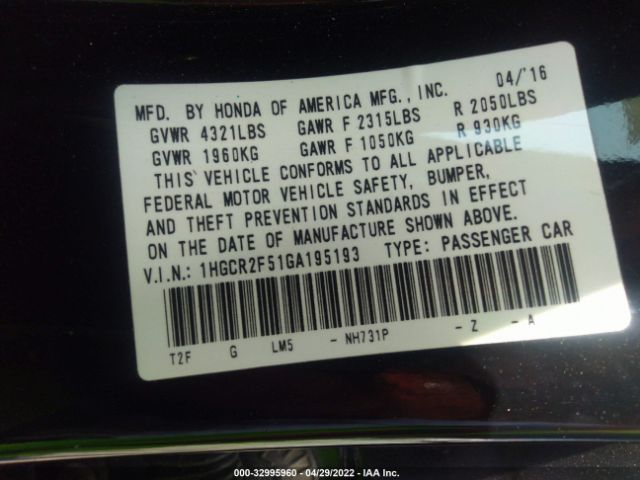 MFD. BY HONDA OF AMERICA MFG., INC. 04/'16
GVWR 4321LBS GAWR F 2315LBS R 2050LBS
GVWR 1960KG GAWR F 1050KG R 930KG
THIS VEHICLE CONFORMS TO ALL APPLICABLE
FEDERAL MOTOR VEHICLE SAFETY, BUMPER,
AND THEFT PREVENTION STANDARDS IN EFFECT
ON THE DATE OF MANUFACTURE SHOWN ABOVE.
V.I.N.: 1HGCR2F51GA195193 TYPE: PASSENGER CAR
T2F G LM5 - NH731P - Z - A
000-32995960 - 04/29/2022 - IAA Inc.